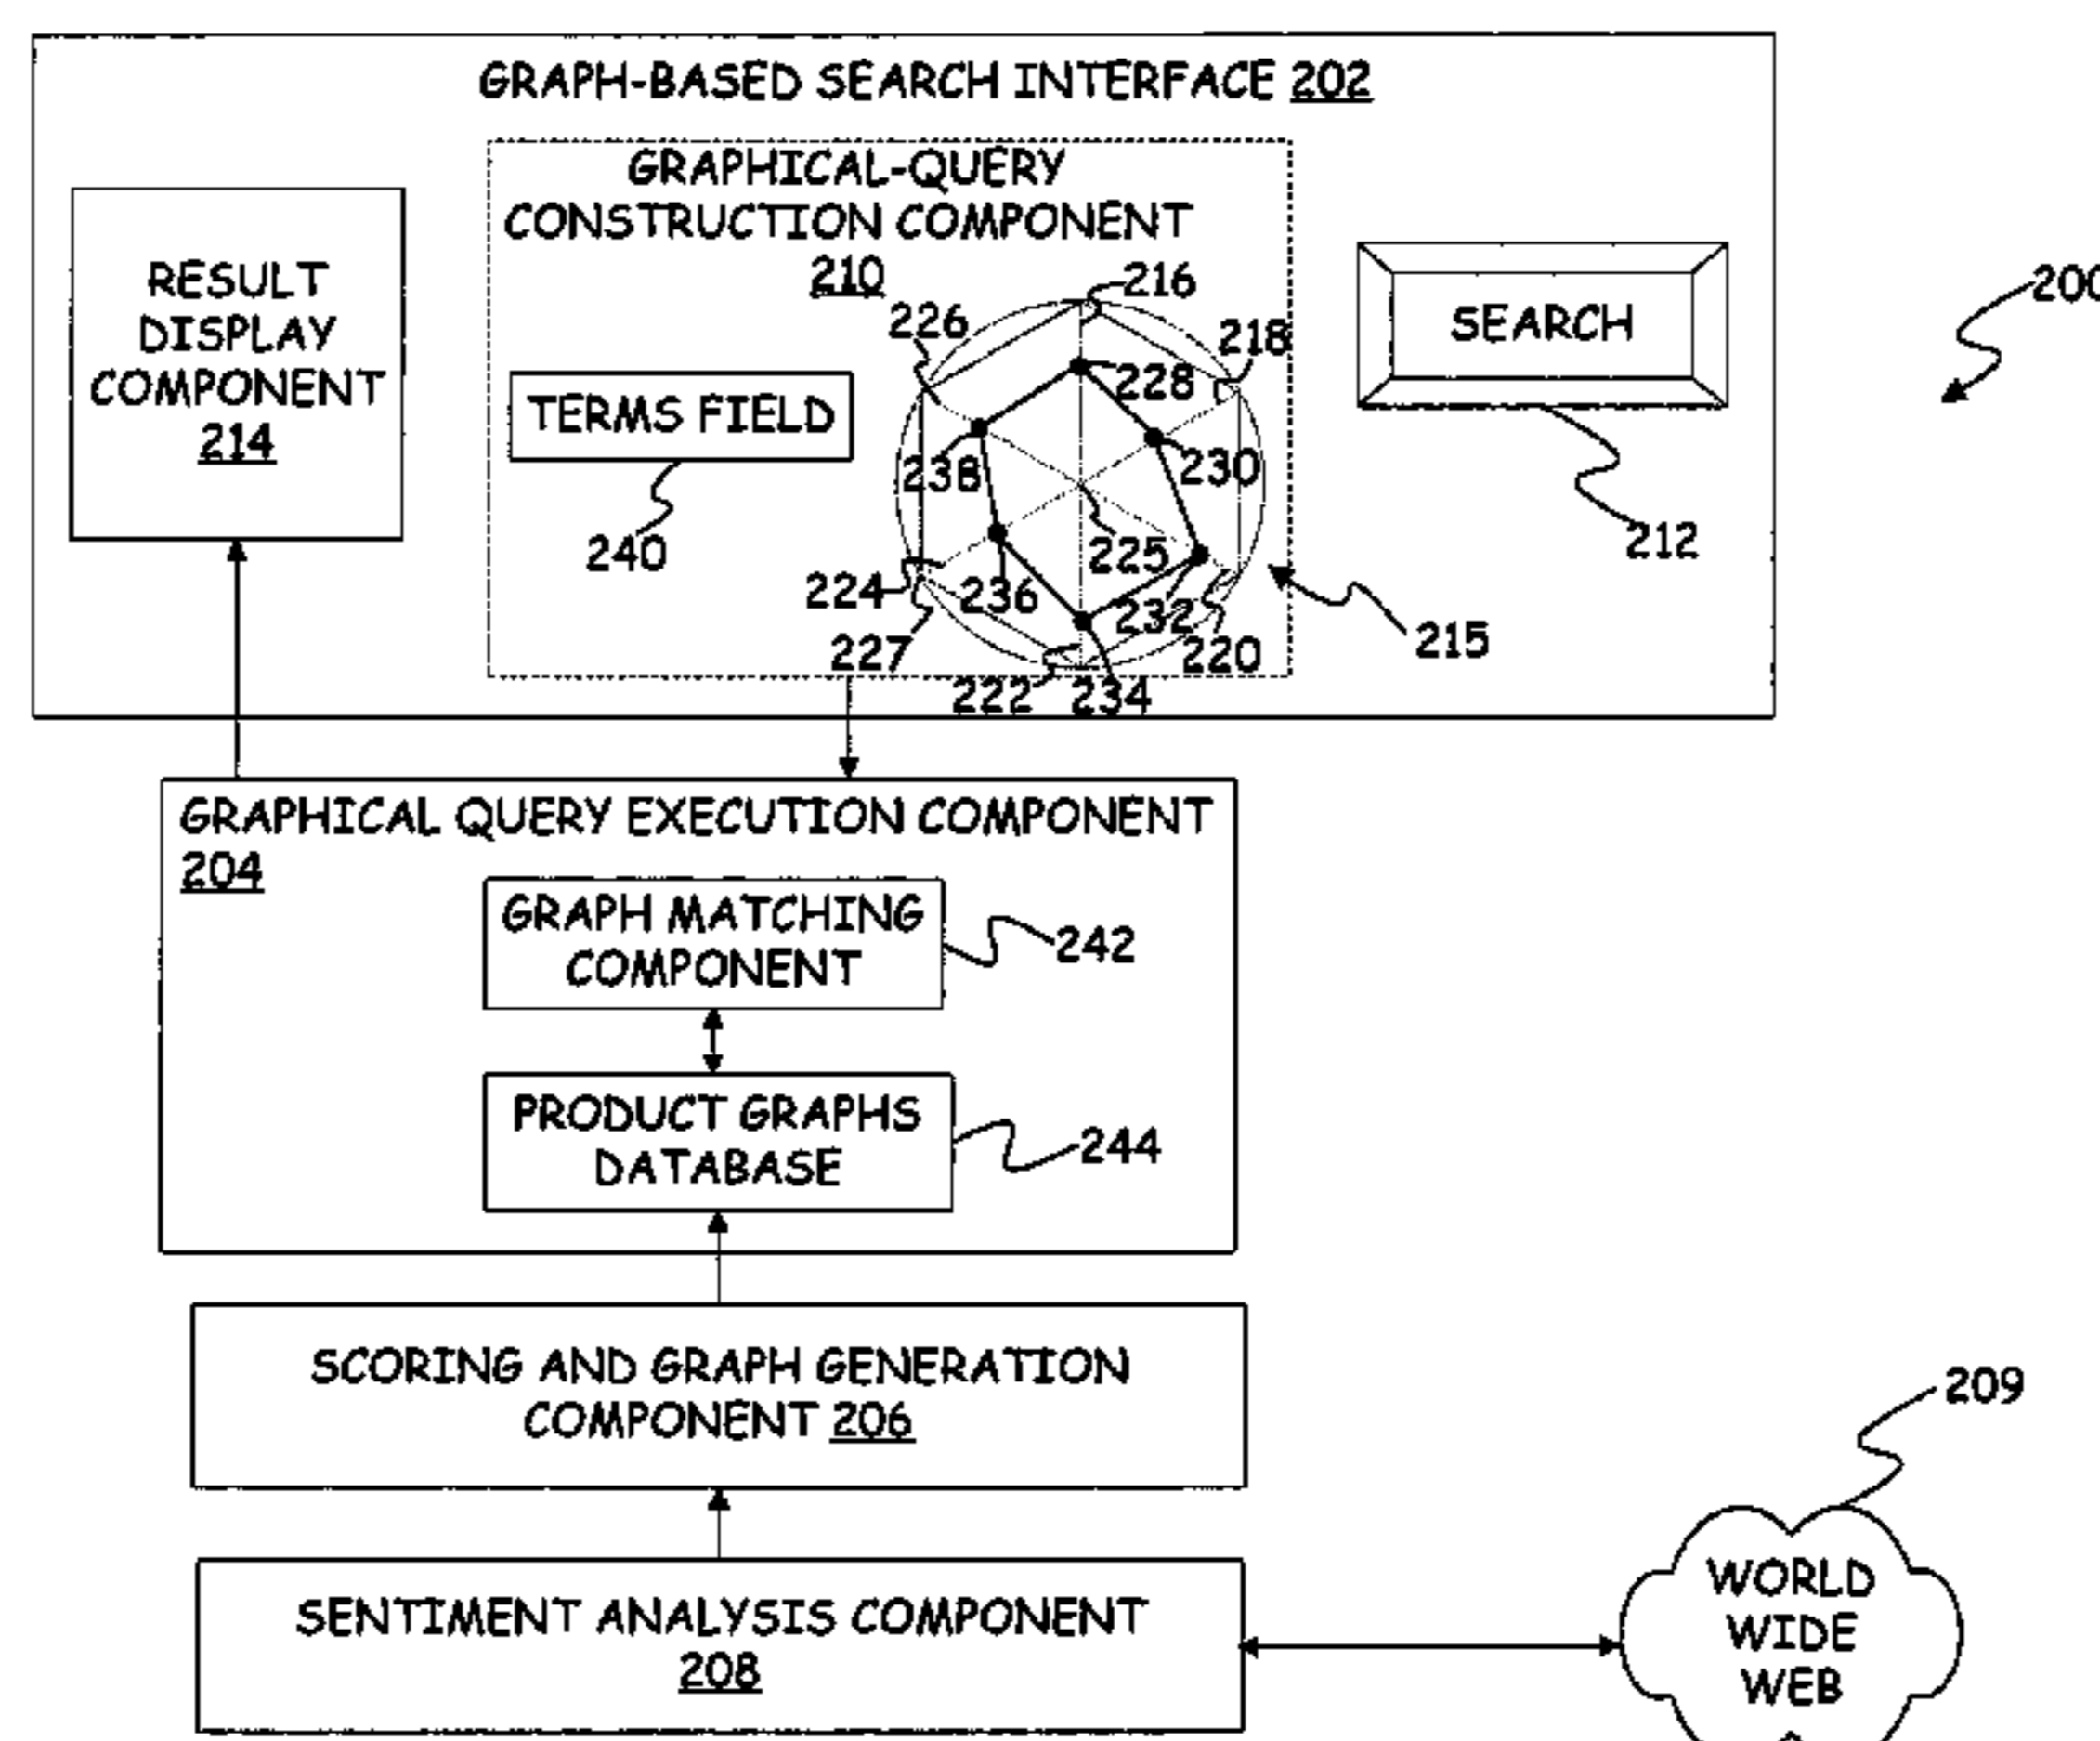 GRAPH-BASED SEARCH INTERFACE 202
GRAPHICAL-QUERY
CONSTRUCTION COMPONENT
210
RESULT
DISPLAY
COMPONENT
214
TERMS FIELD
240
216
226
218
228
238
230
225
224
236
232
227
220
222
234
215
SEARCH
212
200
GRAPHICAL QUERY EXECUTION COMPONENT
204
GRAPH MATCHING
COMPONENT
242
PRODUCT GRAPHS
DATABASE
244
SCORING AND GRAPH GENERATION
COMPONENT 206
209
SENTIMENT ANALYSIS COMPONENT
208
WORLD
WIDE
WEB